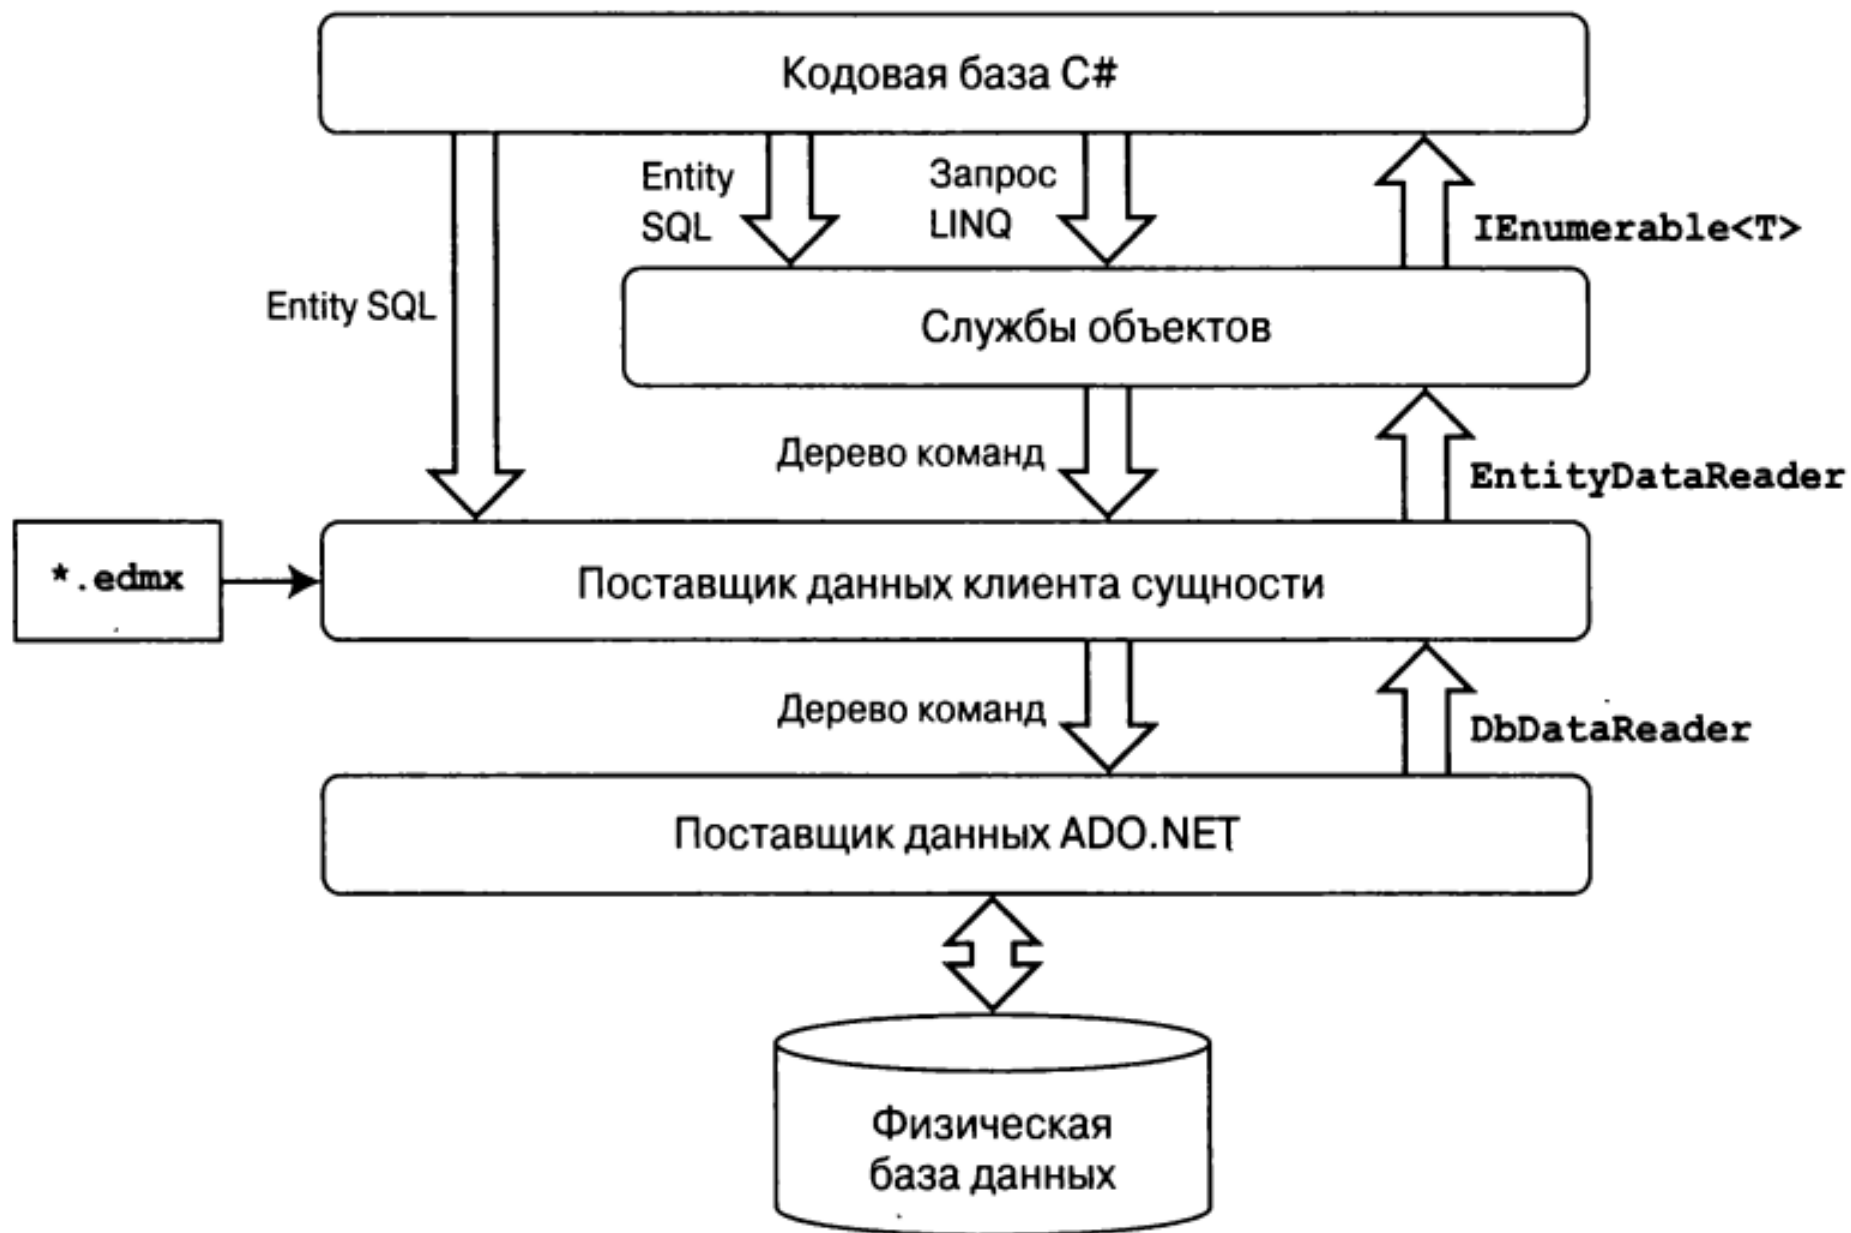 Кодовая база C#
Entity
SQL
Запрос
LINQ
IEnumerable<T>
Entity SQL
Службы объектов
Дерево команд
EntityDataReader
*.edmx
Поставщик данных клиента сущности
Дерево команд
DbDataReader
Поставщик данных ADO.NET
Физическая
база данных